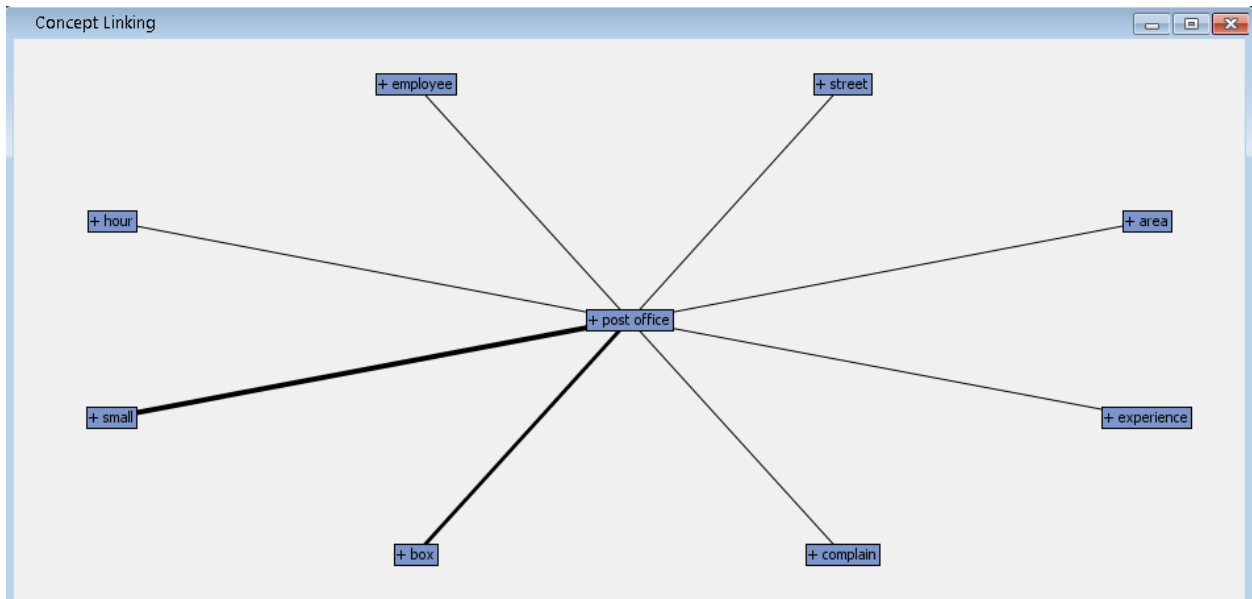 Concept Linking
+ employee
+ street
+ hour
+ area
+ post office
+ small
+ experience
+ box
+ complain